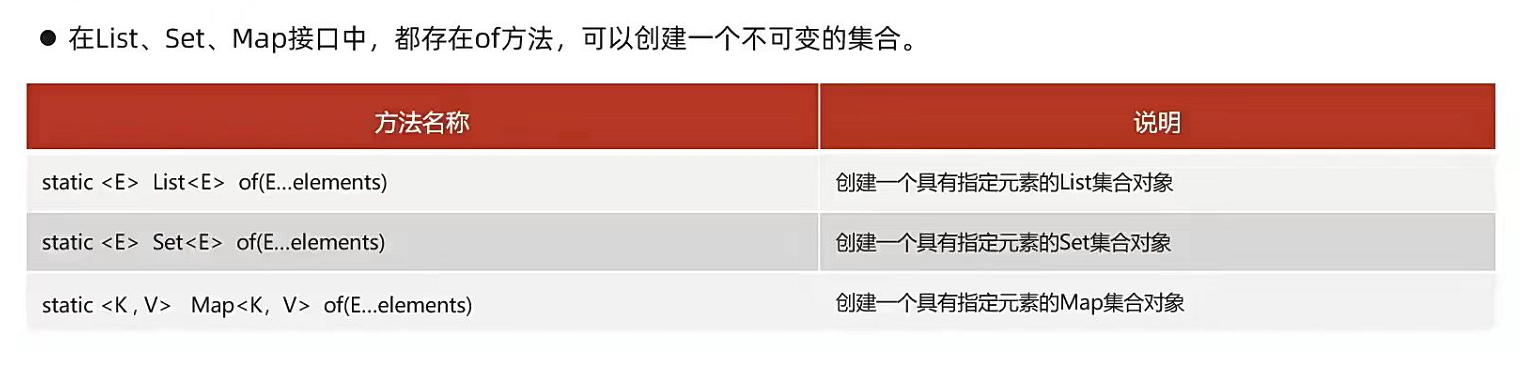 ● 在List、Set、Map接口中，都存在of方法，可以创建一个不可变的集合。
方法名称 说明
static <E> List<E> of(E...elements) 创建一个具有指定元素的List集合对象
static <E> Set<E> of(E...elements) 创建一个具有指定元素的Set集合对象
static <K , V> Map<K，V> of(E...elements) 创建一个具有指定元素的Map集合对象